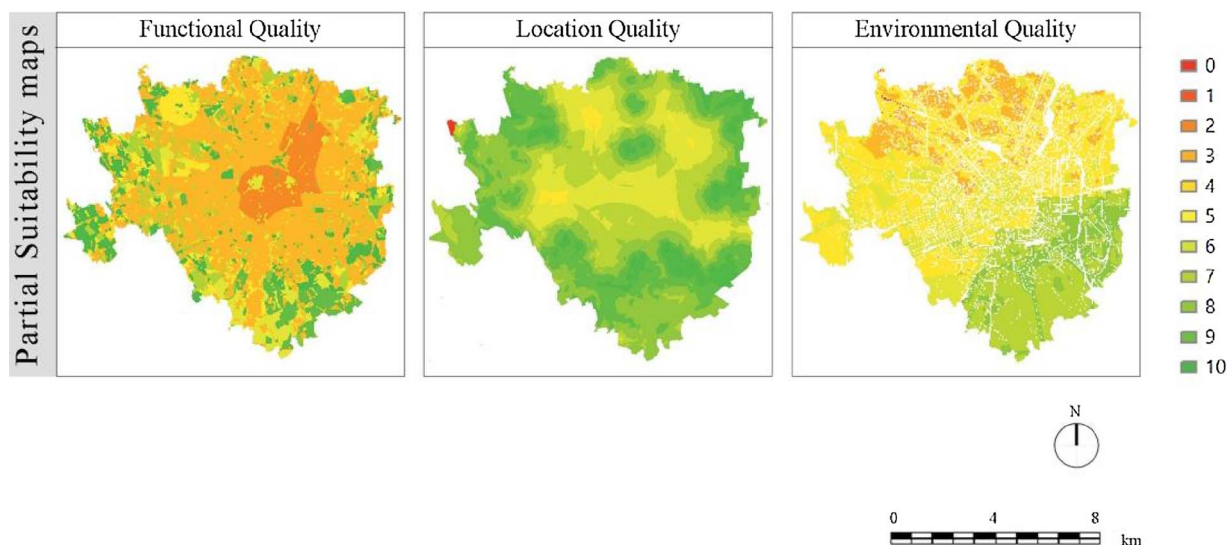 Partial Suitability maps
Functional Quality
Location Quality
Environmental Quality
0
1
2
3
4
5
6
7
8
9
10
N
0 4 8
km